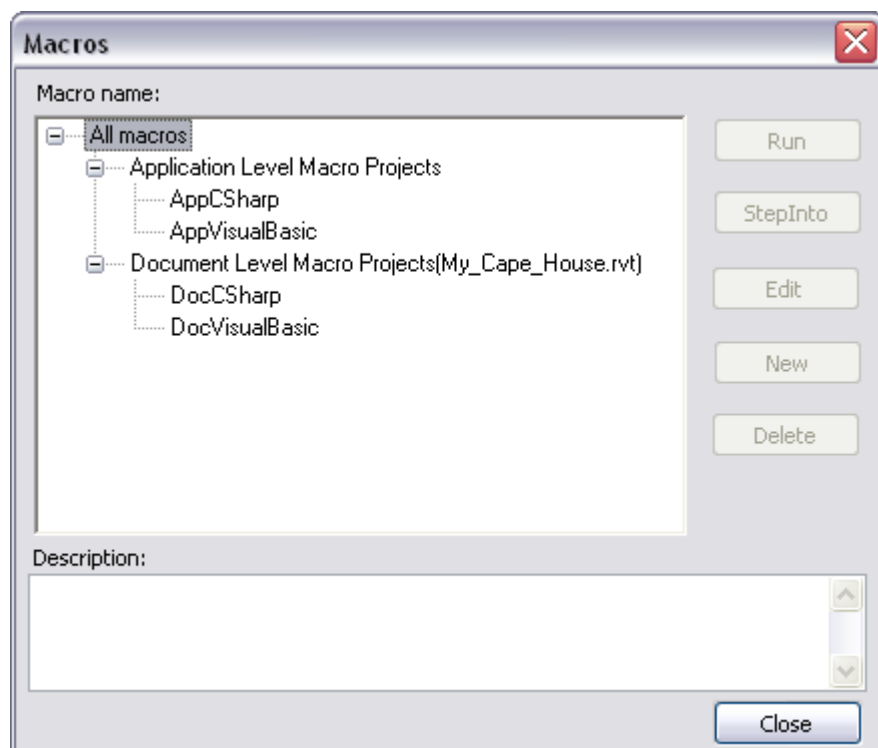 Macros
Macro name:
All macros
Run
Application Level Macro Projects
AppCSharp
StepInto
AppVisualBasic
Document Level Macro Projects(My_Cape_House.rvt)
DocCSharp
Edit
DocVisualBasic
New
Delete
Description:
Close